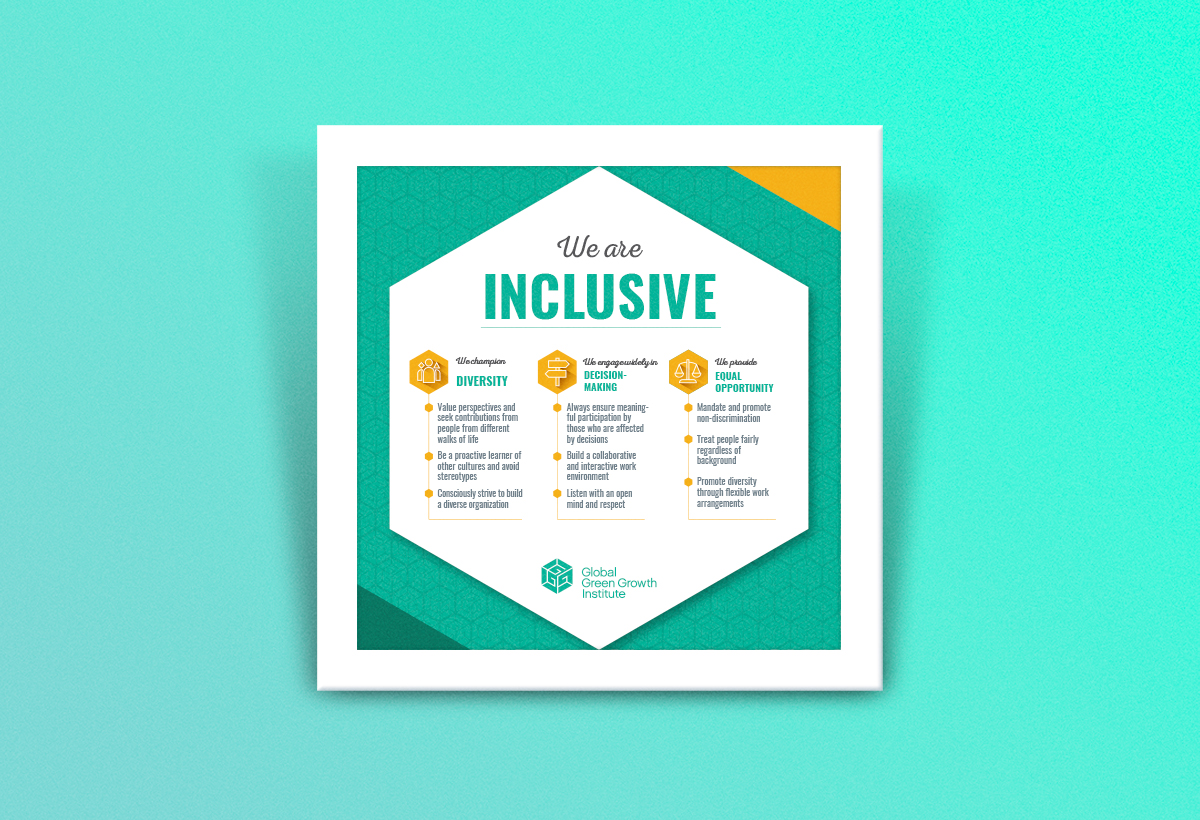 We are
INCLUSIVE
We champion
DIVERSITY
Value perspectives and
seek contributions from
people from different
walks of life
Be a proactive learner of
other cultures and avoid
stereotypes
Consciously strive to build
a diverse organization
We engage widely in
DECISION-
MAKING
Always ensure meaning-
ful participation by
those who are affected
by decisions
Build a collaborative
and interactive work
environment
Listen with an open
mind and respect
We provide
EQUAL
OPPORTUNITY
Mandate and promote
non-discrimination
Treat people fairly
regardless of
background
Promote diversity
through flexible work
arrangements
Global
Green Growth
Institute